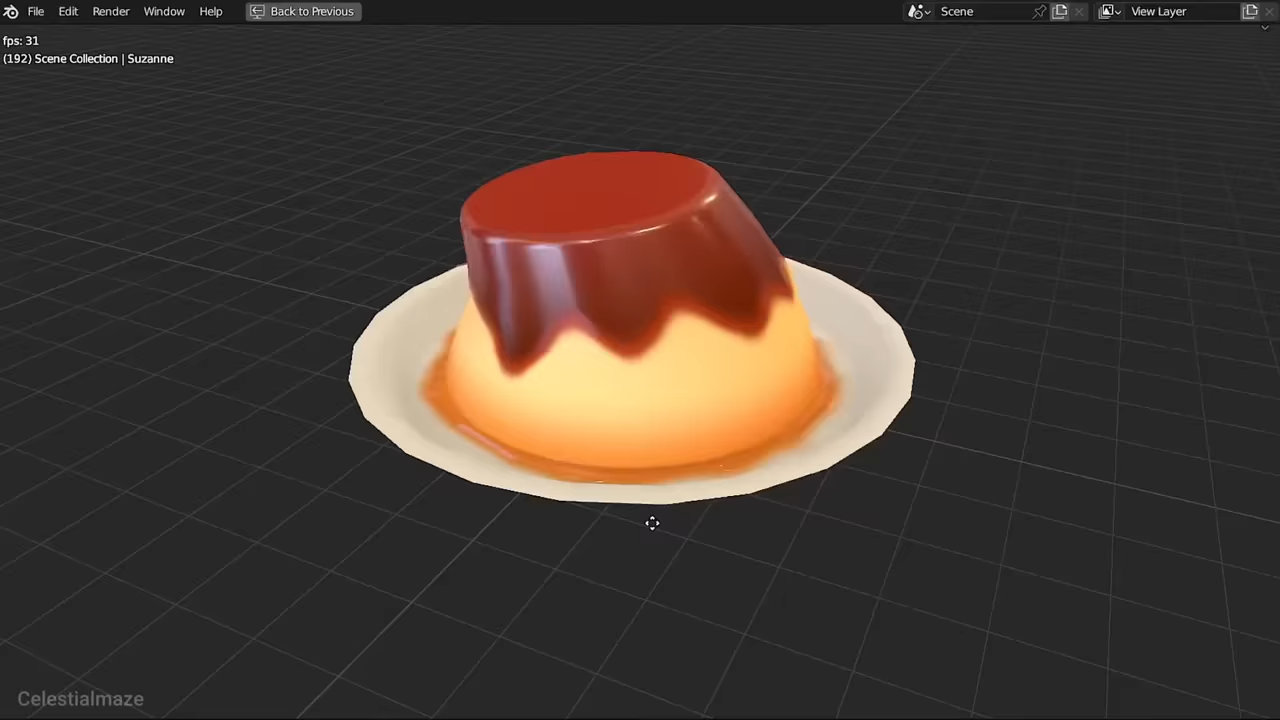 File Edit Render Window Help Back to Previous Scene View Layer
fps: 31
(192) Scene Collection | Suzanne
Celestialmaze